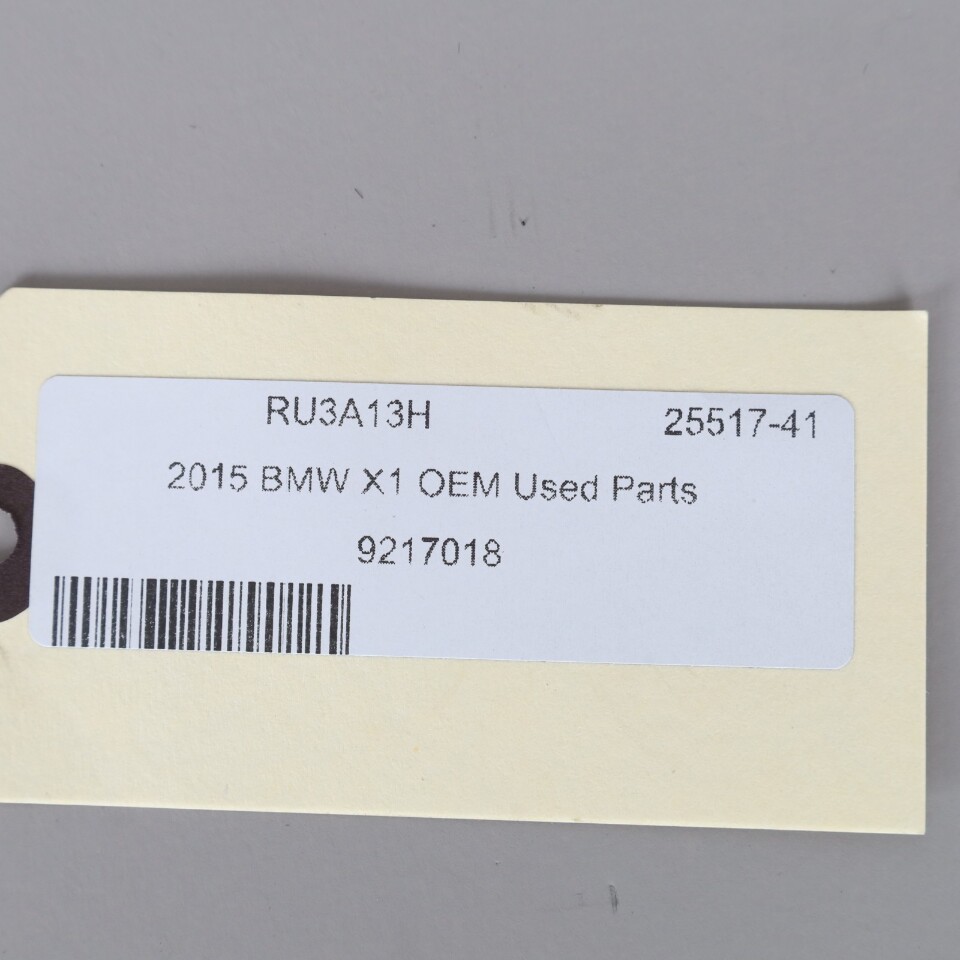 RU3A13H 25517-41
2015 BMW X1 OEM Used Parts
9217018